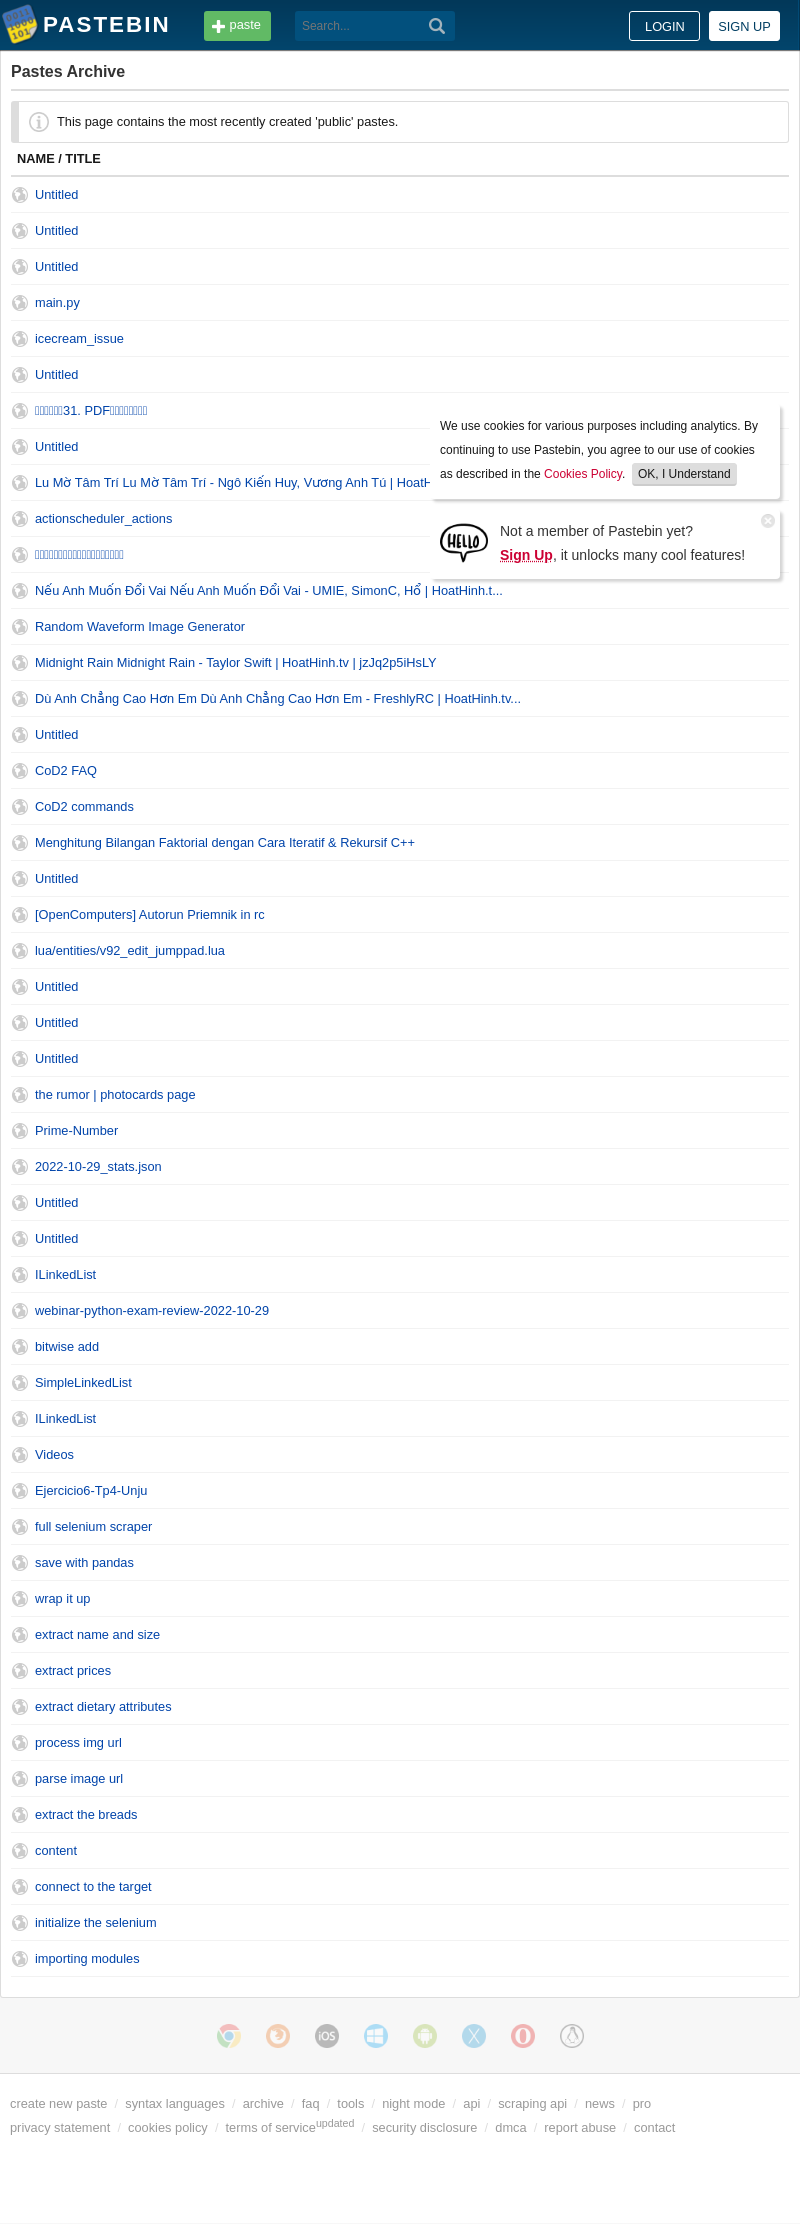 PASTEBIN
paste
Search...
LOGIN
SIGN UP
Pastes Archive
This page contains the most recently created 'public' pastes.
NAME / TITLE
Untitled
Untitled
Untitled
main.py
icecream_issue
Untitled
31. PDF
Untitled
Lu Mờ Tâm Trí Lu Mờ Tâm Trí - Ngô Kiến Huy, Vương Anh Tú | HoatH
actionscheduler_actions
Nếu Anh Muốn Đổi Vai Nếu Anh Muốn Đổi Vai - UMIE, SimonC, Hổ | HoatHinh.t...
Random Waveform Image Generator
Midnight Rain Midnight Rain - Taylor Swift | HoatHinh.tv | jzJq2p5iHsLY
Dù Anh Chẳng Cao Hơn Em Dù Anh Chẳng Cao Hơn Em - FreshlyRC | HoatHinh.tv...
Untitled
CoD2 FAQ
CoD2 commands
Menghitung Bilangan Faktorial dengan Cara Iteratif & Rekursif C++
Untitled
[OpenComputers] Autorun Priemnik in rc
lua/entities/v92_edit_jumppad.lua
Untitled
Untitled
Untitled
the rumor | photocards page
Prime-Number
2022-10-29_stats.json
Untitled
Untitled
ILinkedList
webinar-python-exam-review-2022-10-29
bitwise add
SimpleLinkedList
ILinkedList
Videos
Ejercicio6-Tp4-Unju
full selenium scraper
save with pandas
wrap it up
extract name and size
extract prices
extract dietary attributes
process img url
parse image url
extract the breads
content
connect to the target
initialize the selenium
importing modules
We use cookies for various purposes including analytics. By
continuing to use Pastebin, you agree to our use of cookies
as described in the Cookies Policy. OK, I Understand
HELLO
Not a member of Pastebin yet?
Sign Up, it unlocks many cool features!
iOS
create new paste / syntax languages / archive / faq / tools / night mode / api / scraping api / news / pro
privacy statement / cookies policy / terms of service updated / security disclosure / dmca / report abuse / contact